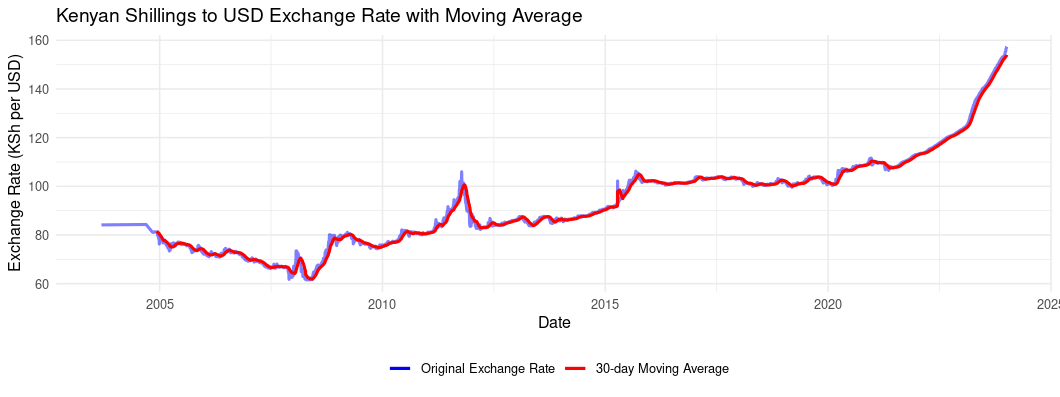 Kenyan Shillings to USD Exchange Rate with Moving Average
Exchange Rate (KSh per USD)
160
140
120
100
80
60
2005
2010
2015
2020
2025
Date
Original Exchange Rate
30-day Moving Average